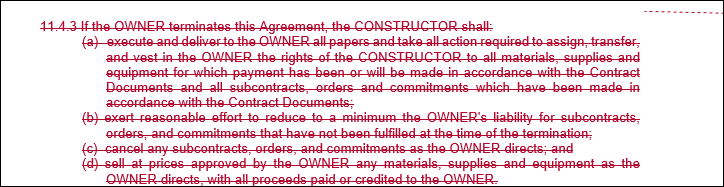 11.4.3 If the OWNER terminates this Agreement, the CONSTRUCTOR shall:
(a) execute and deliver to the OWNER all papers and take all action required to assign, transfer,
and vest in the OWNER the rights of the CONSTRUCTOR to all materials, supplies and
equipment for which payment has been or will be made in accordance with the Contract
Documents and all subcontracts, orders and commitments which have been made in
accordance with the Contract Documents;
(b) exert reasonable effort to reduce to a minimum the OWNER's liability for subcontracts,
orders, and commitments that have not been fulfilled at the time of the termination;
(c) cancel any subcontracts, orders, and commitments as the OWNER directs; and
(d) sell at prices approved by the OWNER any materials, supplies and equipment as the
OWNER directs, with all proceeds paid or credited to the OWNER.